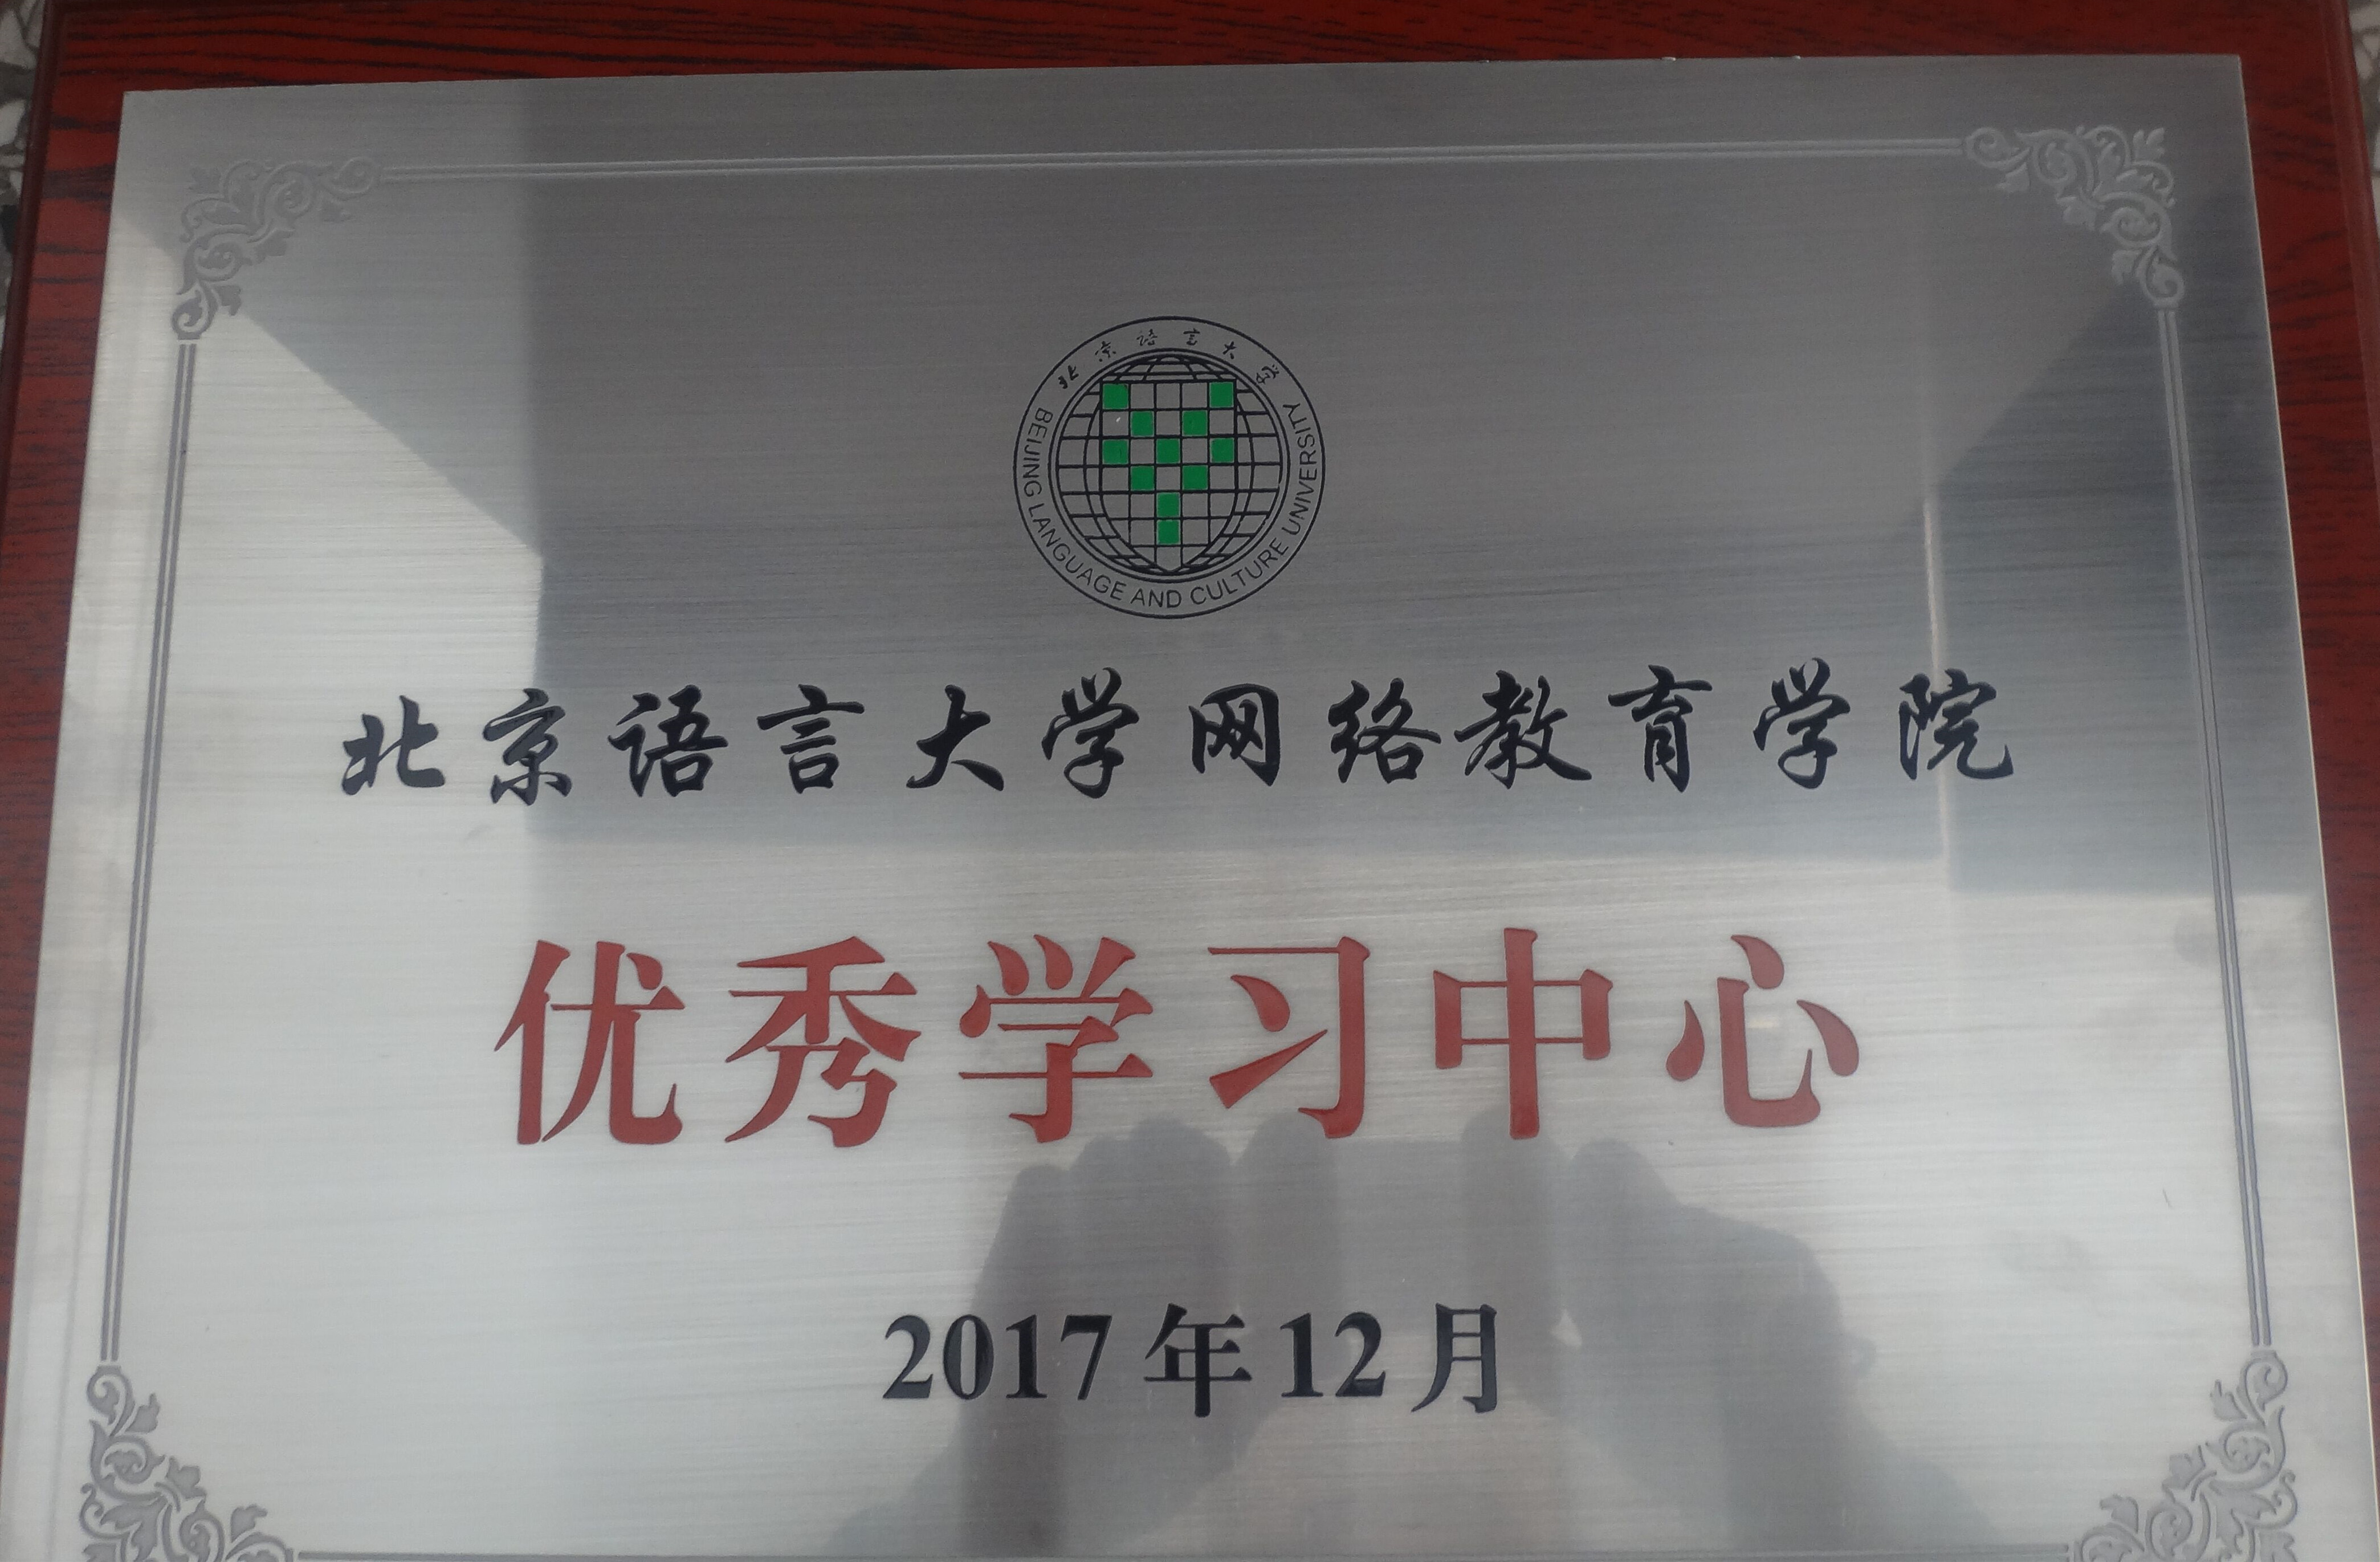 北京语言大学
BEIJING LANGUAGE AND CULTURE UNIVERSITY
北京语言大学网络教育学院
优秀学习中心
2017年12月